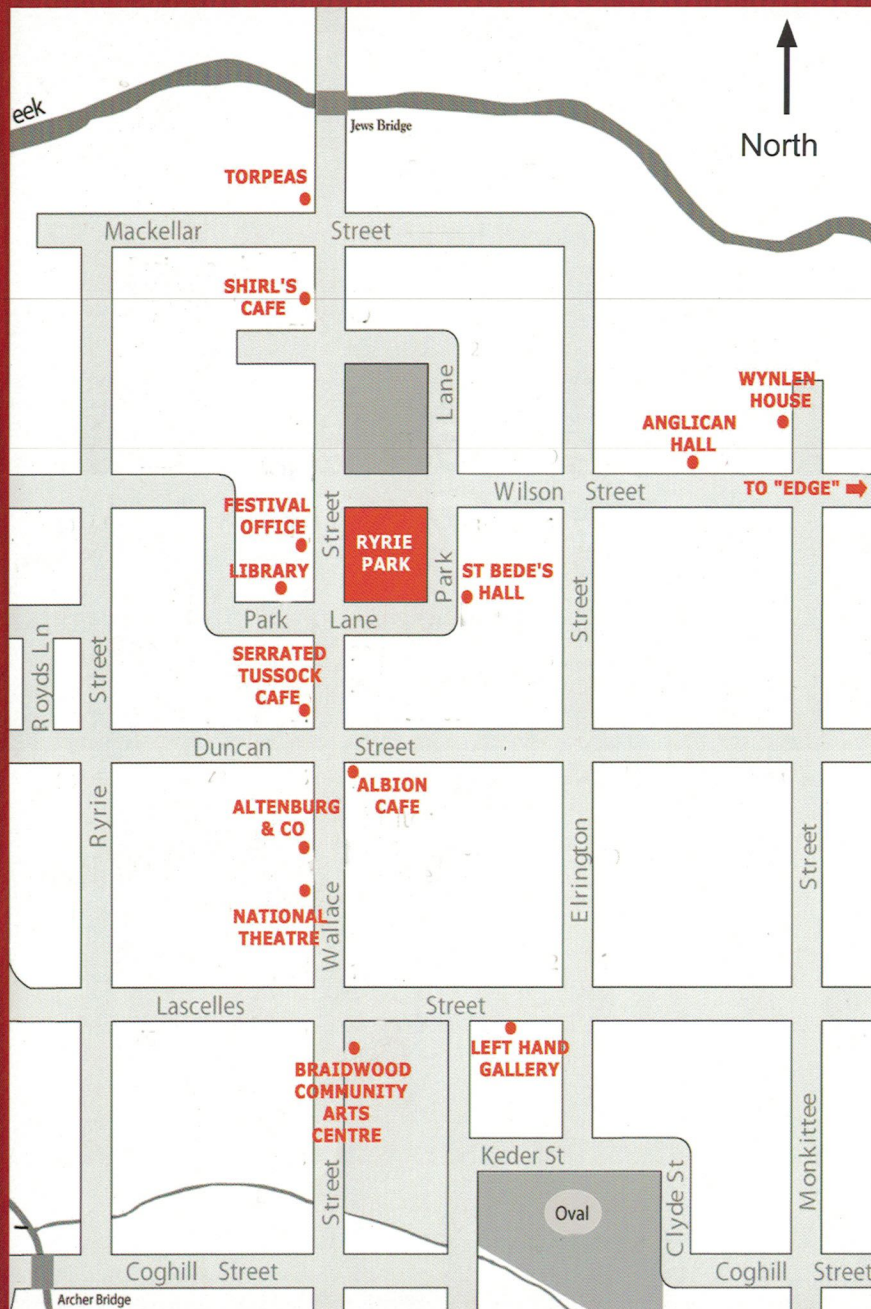 eek
Jews Bridge
North
TORPEAS
Mackellar Street
SHIRL'S
CAFE
Lane
WYNLEN
HOUSE
ANGLICAN
HALL
Wilson Street
TO "EDGE"
FESTIVAL
OFFICE
Street
RYRIE
PARK
LIBRARY
Park
ST BEDE'S
HALL
Street
Park Lane
Royds Ln
Street
SERRATED
TUSSOCK
CAFE
Duncan Street
ALBION
CAFE
Ryrie
ALTENBURG
& CO
Elrington
Street
NATIONAL
THEATRE
Wallace
Lascelles Street
LEFT HAND
GALLERY
BRAIDWOOD
COMMUNITY
ARTS
CENTRE
Keder St
Monkittee
Street
Clyde St
Oval
Coghill Street
Coghill Street
Archer Bridge